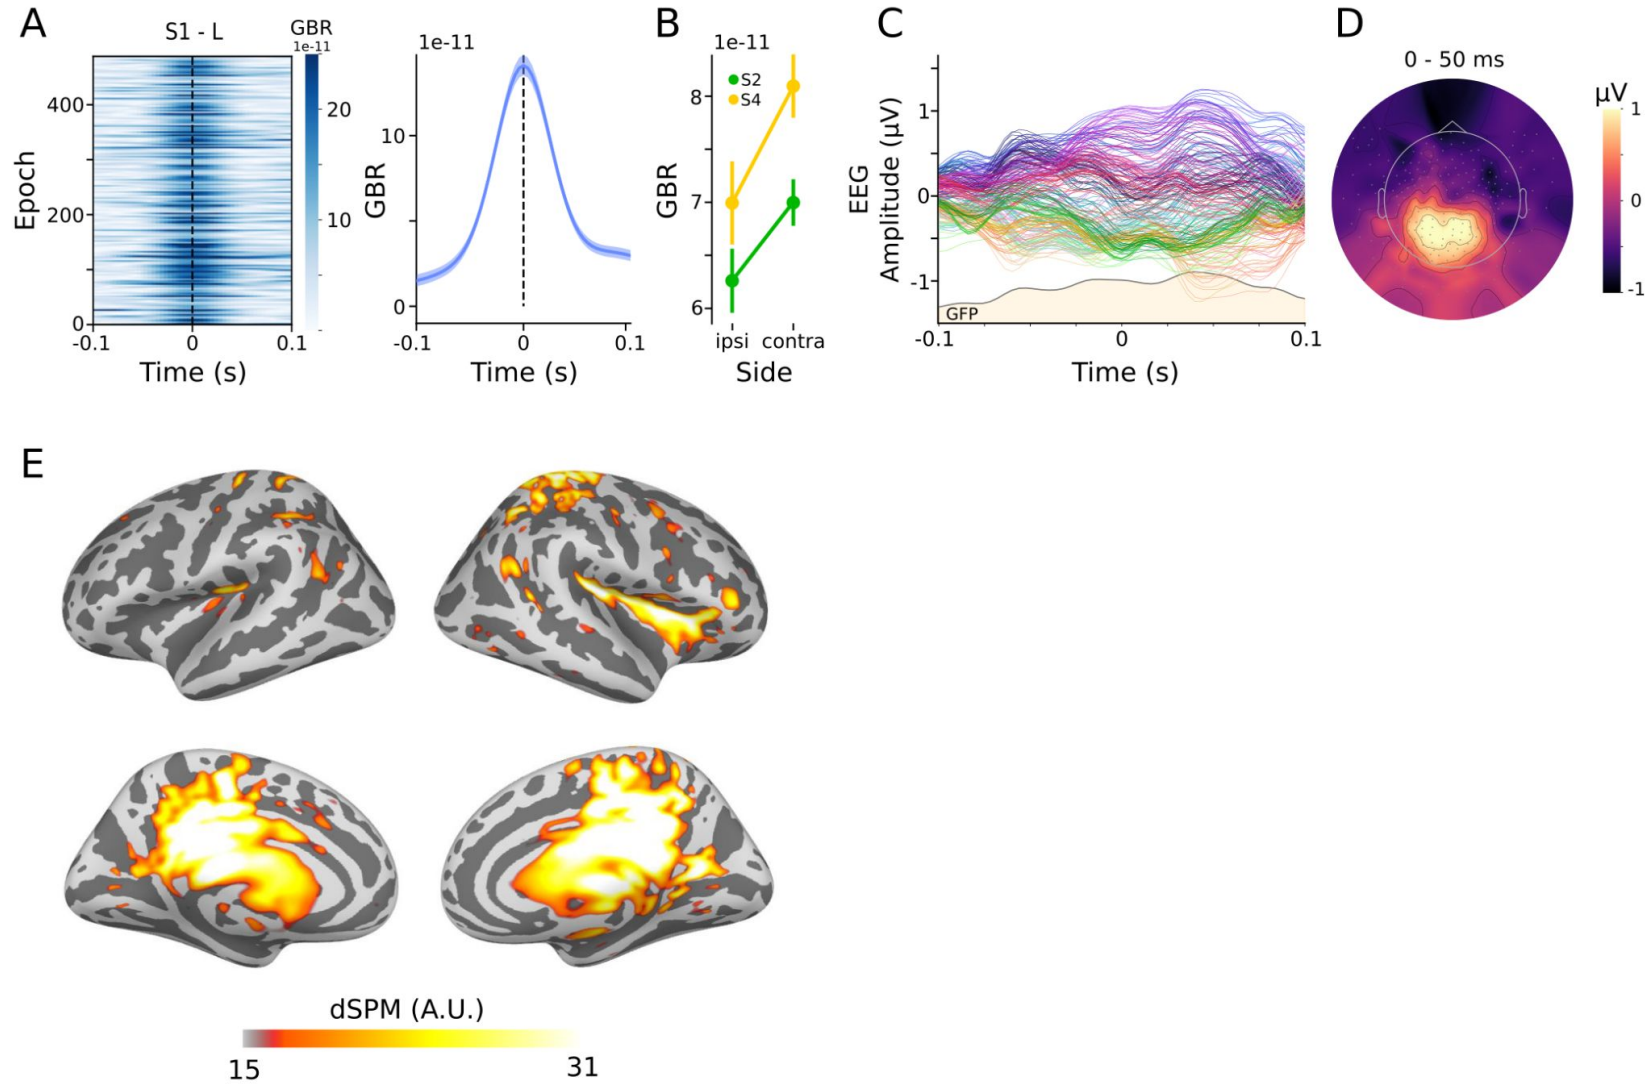 A
S1 - L
GBR
1e-11
20
10
400
200
0
Epoch
-0.1
0
0.1
Time (s)
1e-11
10
0
GBR
-0.1
0
0.1
Time (s)
B
1e-11
S2
S4
8
7
6
GBR
ipsi
contra
Side
C
1
0
-1
EEG
Amplitude (µV)
GFP
-0.1
0
0.1
Time (s)
D
0 - 50 ms
µV
1
0
-1
E
dSPM (A.U.)
15
31